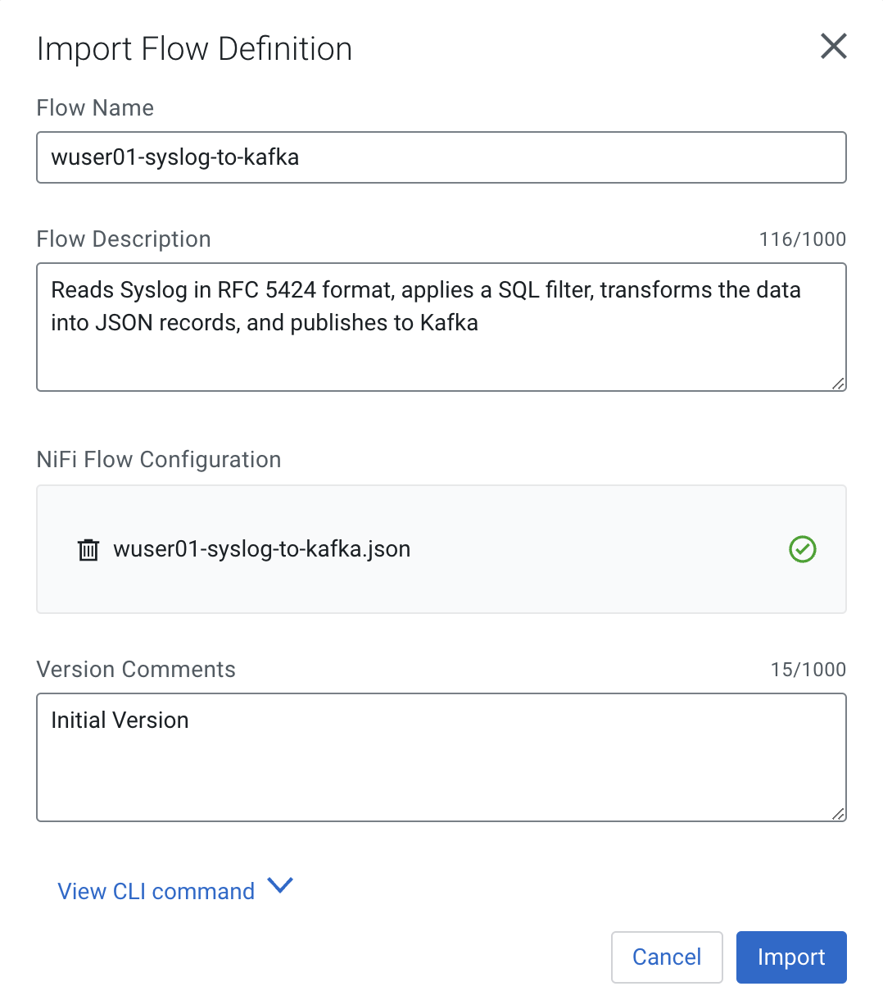 Import Flow Definition
Flow Name
wuser01-syslog-to-kafka
Flow Description 116/1000
Reads Syslog in RFC 5424 format, applies a SQL filter, transforms the data
into JSON records, and publishes to Kafka
NiFi Flow Configuration
wuser01-syslog-to-kafka.json
Version Comments 15/1000
Initial Version
View CLI command
Cancel Import